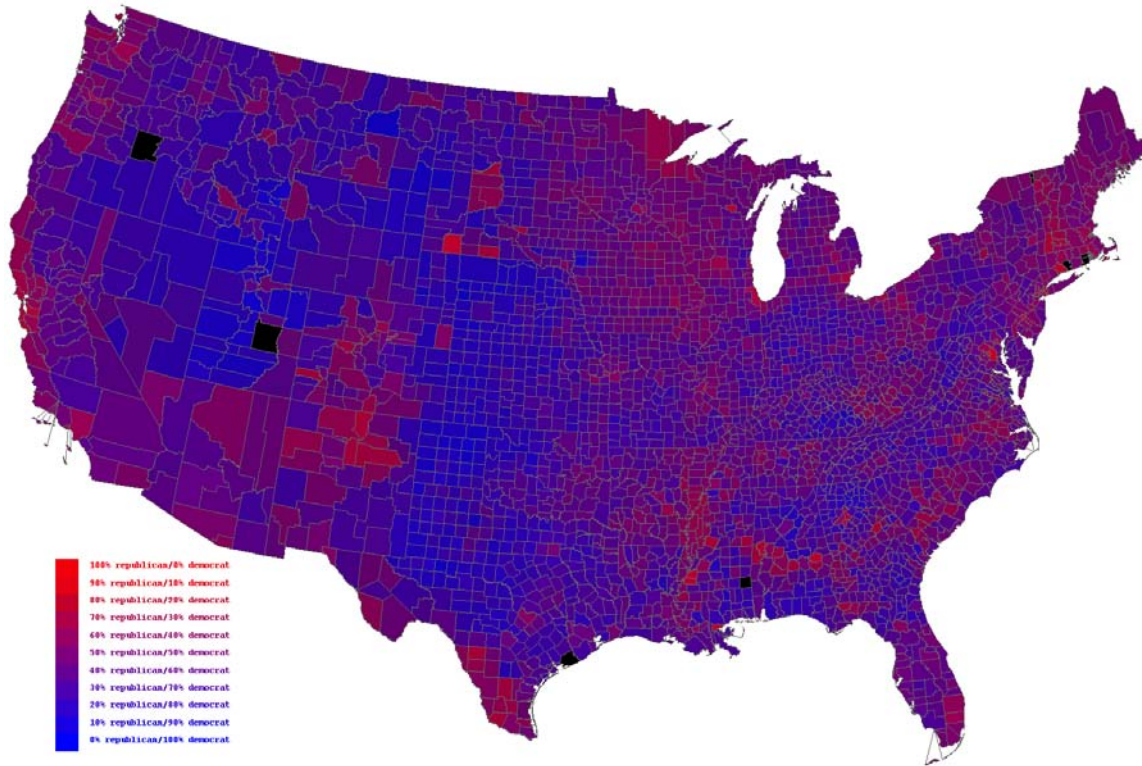 100% republican/0% democrat
90% republican/10% democrat
80% republican/20% democrat
70% republican/30% democrat
60% republican/40% democrat
50% republican/50% democrat
40% republican/60% democrat
30% republican/70% democrat
20% republican/80% democrat
10% republican/90% democrat
0% republican/100% democrat